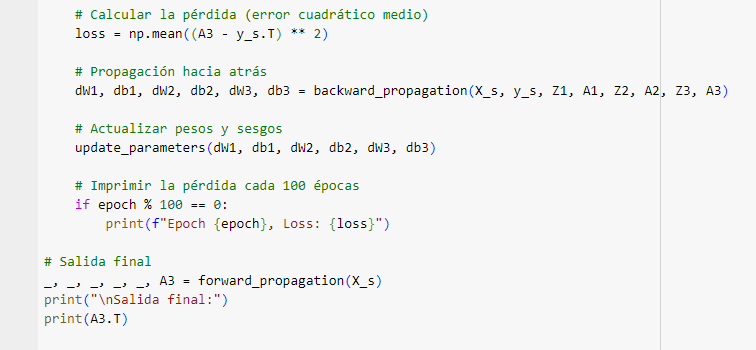 # Calcular la pérdida (error cuadrático medio)
loss = np.mean((A3 - y_s.T) ** 2)
# Propagación hacia atrás
dW1, db1, dW2, db2, dW3, db3 = backward_propagation(X_s, y_s, Z1, A1, Z2, A2, Z3, A3)
# Actualizar pesos y sesgos
update_parameters(dW1, db1, dW2, db2, dW3, db3)
# Imprimir la pérdida cada 100 épocas
if epoch % 100 == 0:
print(f"Epoch {epoch}, Loss: {loss}")
# Salida final
_, _, _, _, _, A3 = forward_propagation(X_s)
print("\nSalida final:")
print(A3.T)